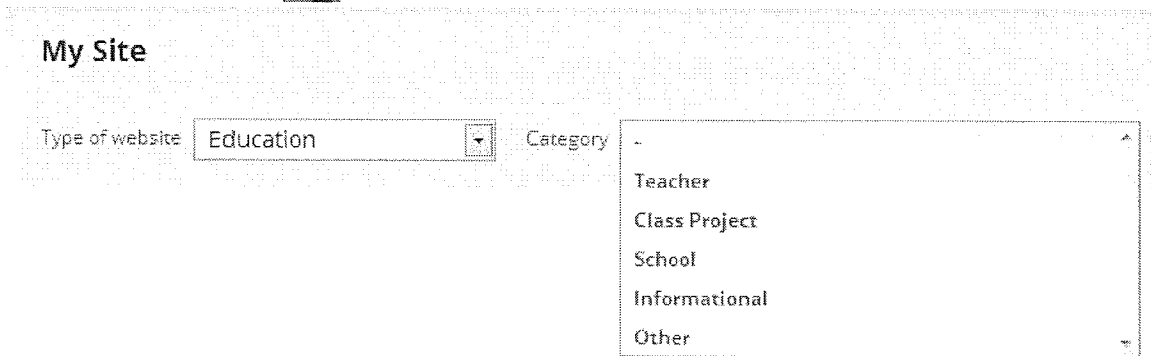 My Site
Type of website Education Category -
Teacher
Class Project
School
Informational
Other